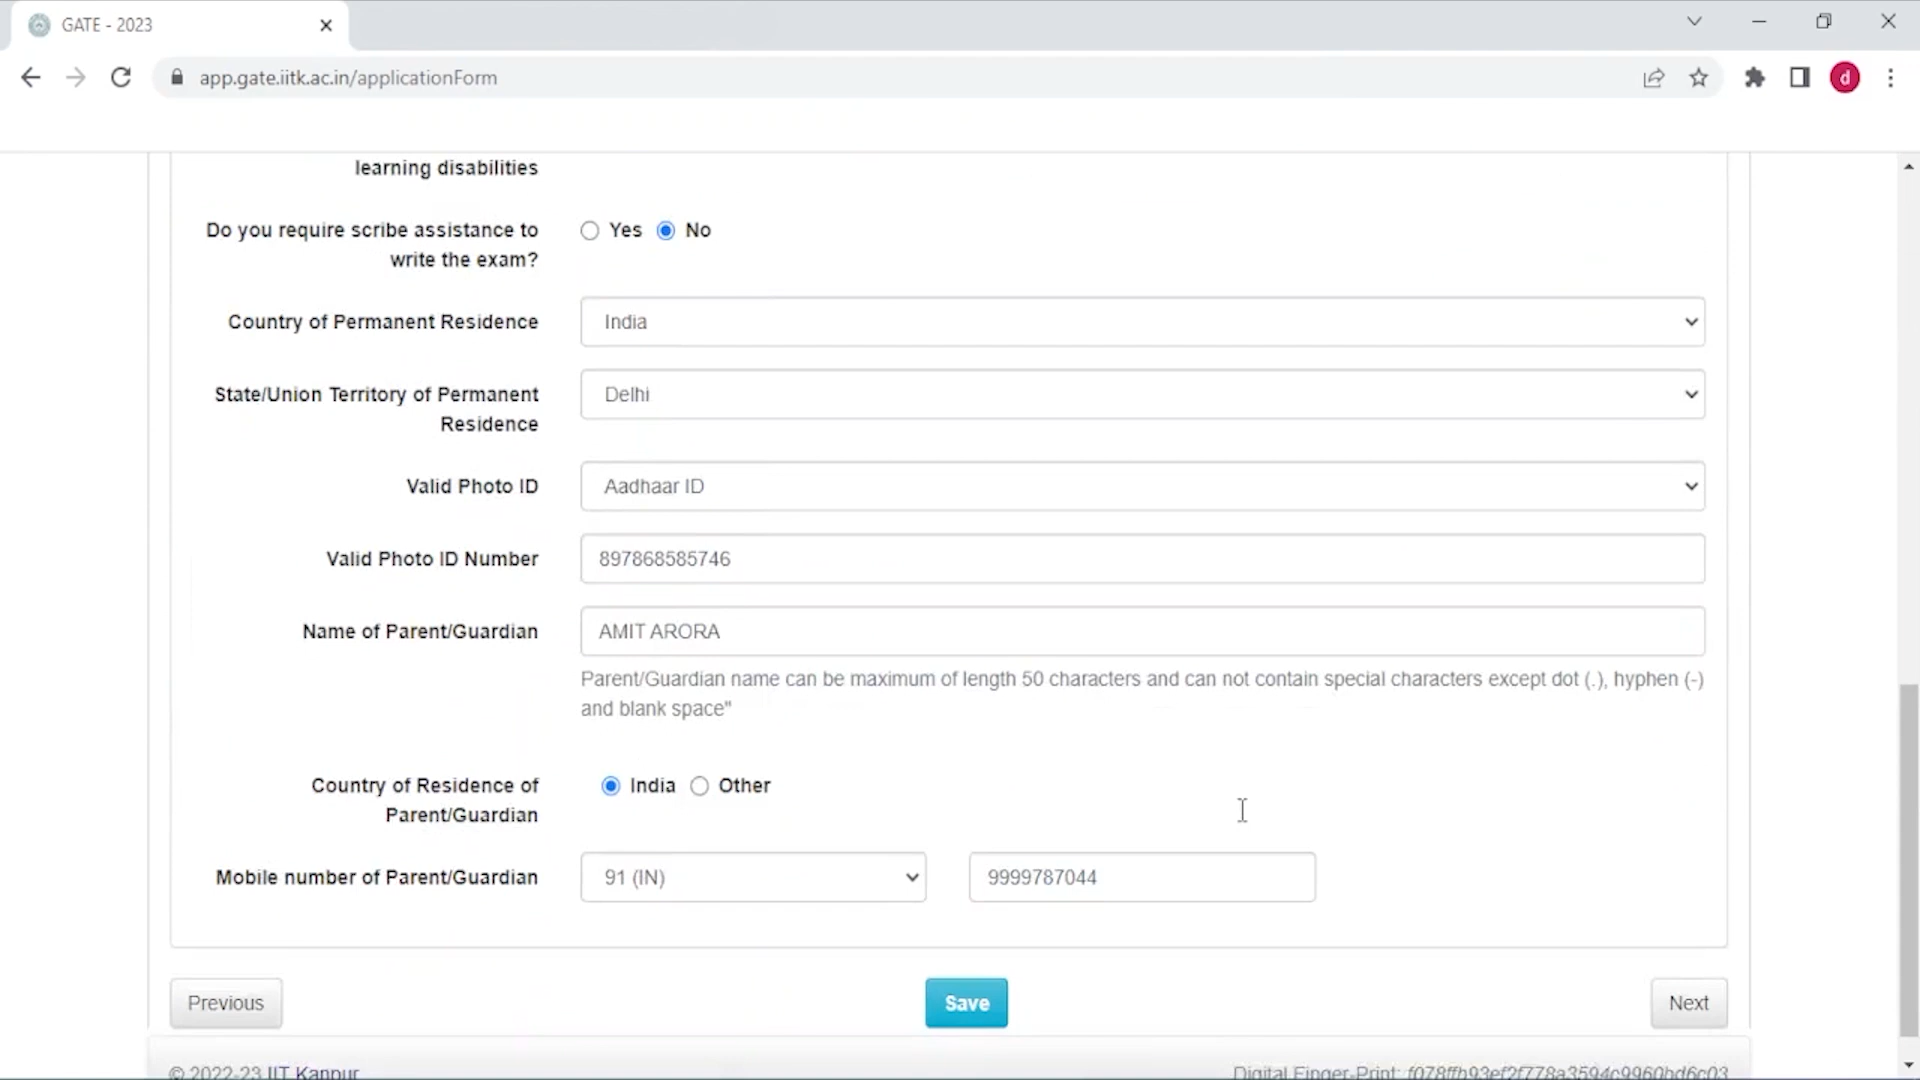 GATE - 2023
app.gate.iitk.ac.in/applicationForm
d
learning disabilities
Do you require scribe assistance to
write the exam?
Yes No
Country of Permanent Residence
India
State/Union Territory of Permanent
Residence
Delhi
Valid Photo ID
Aadhaar ID
Valid Photo ID Number
897868585746
Name of Parent/Guardian
AMIT ARORA
Parent/Guardian name can be maximum of length 50 characters and can not contain special characters except dot (.), hyphen (-)
and blank space"
Country of Residence of
Parent/Guardian
India Other
Mobile number of Parent/Guardian
91 (IN)
9999787044
Previous
Save
Next
© 2022-23 IIT Kanpur
Digital Finger-Print: